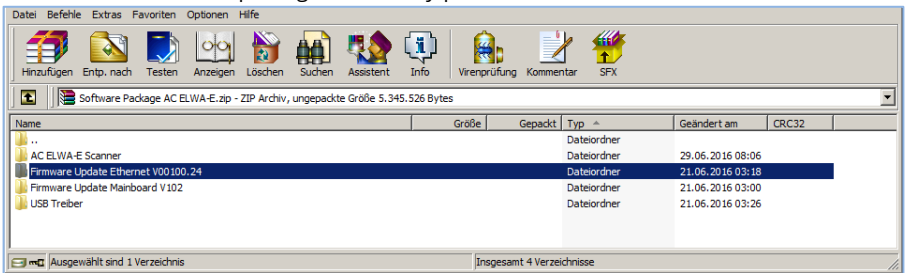 Datei Befehle Extras Favoriten Optionen Hilfe
Hinzufügen Entp. nach Testen Anzeigen Löschen Suchen Assistent Info Virenprüfung Kommentar SFX
Software Package AC ELWA-E.zip - ZIP Archiv, ungepackte Größe 5.345.526 Bytes
Name Größe Gepackt Typ Geändert am CRC32
.. Dateiordner
AC ELWA-E Scanner Dateiordner 29.06.2016 08:06
Firmware Update Ethernet V00100.24 Dateiordner 21.06.2016 03:18
Firmware Update Mainboard V102 Dateiordner 21.06.2016 03:00
USB Treiber Dateiordner 21.06.2016 03:26
Ausgewählt sind 1 Verzeichnis Insgesamt 4 Verzeichnisse